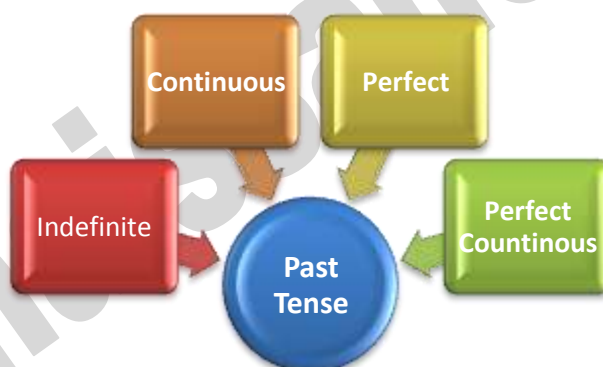 Continuous
Perfect
Indefinite
Perfect
Countinous
Past
Tense